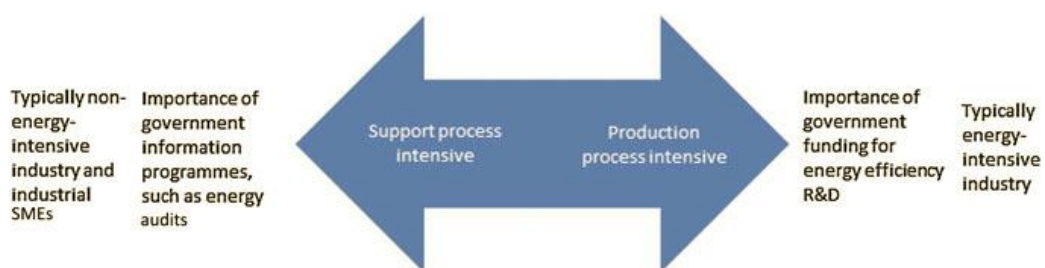 Typically non-
energy-
intensive
industry and
industrial
SMEs
Importance of
government
information
programmes,
such as energy
audits
Support process
intensive
Production
process intensive
Importance of
government
funding for
energy efficiency
R&D
Typically
energy-
intensive
industry